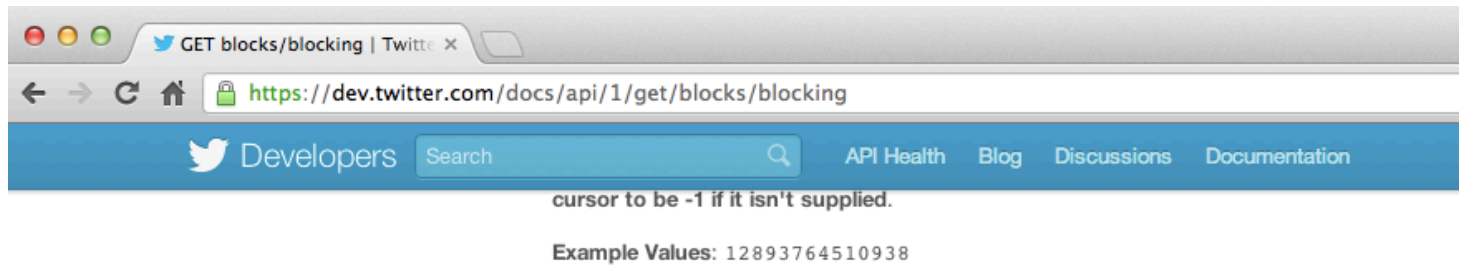 GET blocks/blocking | Twitte
https://dev.twitter.com/docs/api/1/get/blocks/blocking
Developers Search API Health Blog Discussions Documentation
cursor to be -1 if it isn't supplied.
Example Values: 12893764510938